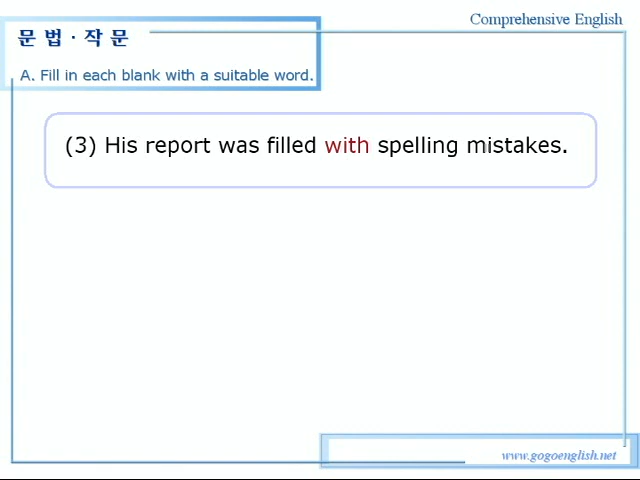 Comprehensive English
문 법 · 작 문
A. Fill in each blank with a suitable word.
(3) His report was filled with spelling mistakes.
www.gogoenglish.net